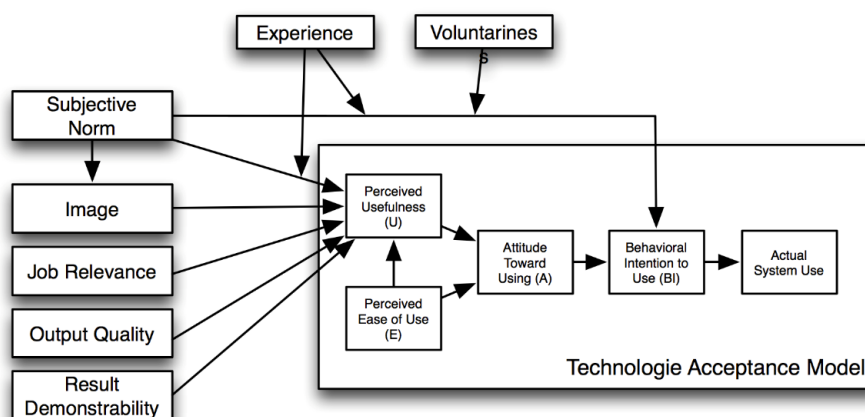 Experience
Voluntarines
s
Subjective
Norm
Image
Job Relevance
Output Quality
Result
Demonstrability
Perceived
Usefulness
(U)
Perceived
Ease of Use
(E)
Attitude
Toward
Using (A)
Behavioral
Intention to
Use (BI)
Actual
System Use
Technologie Acceptance Model